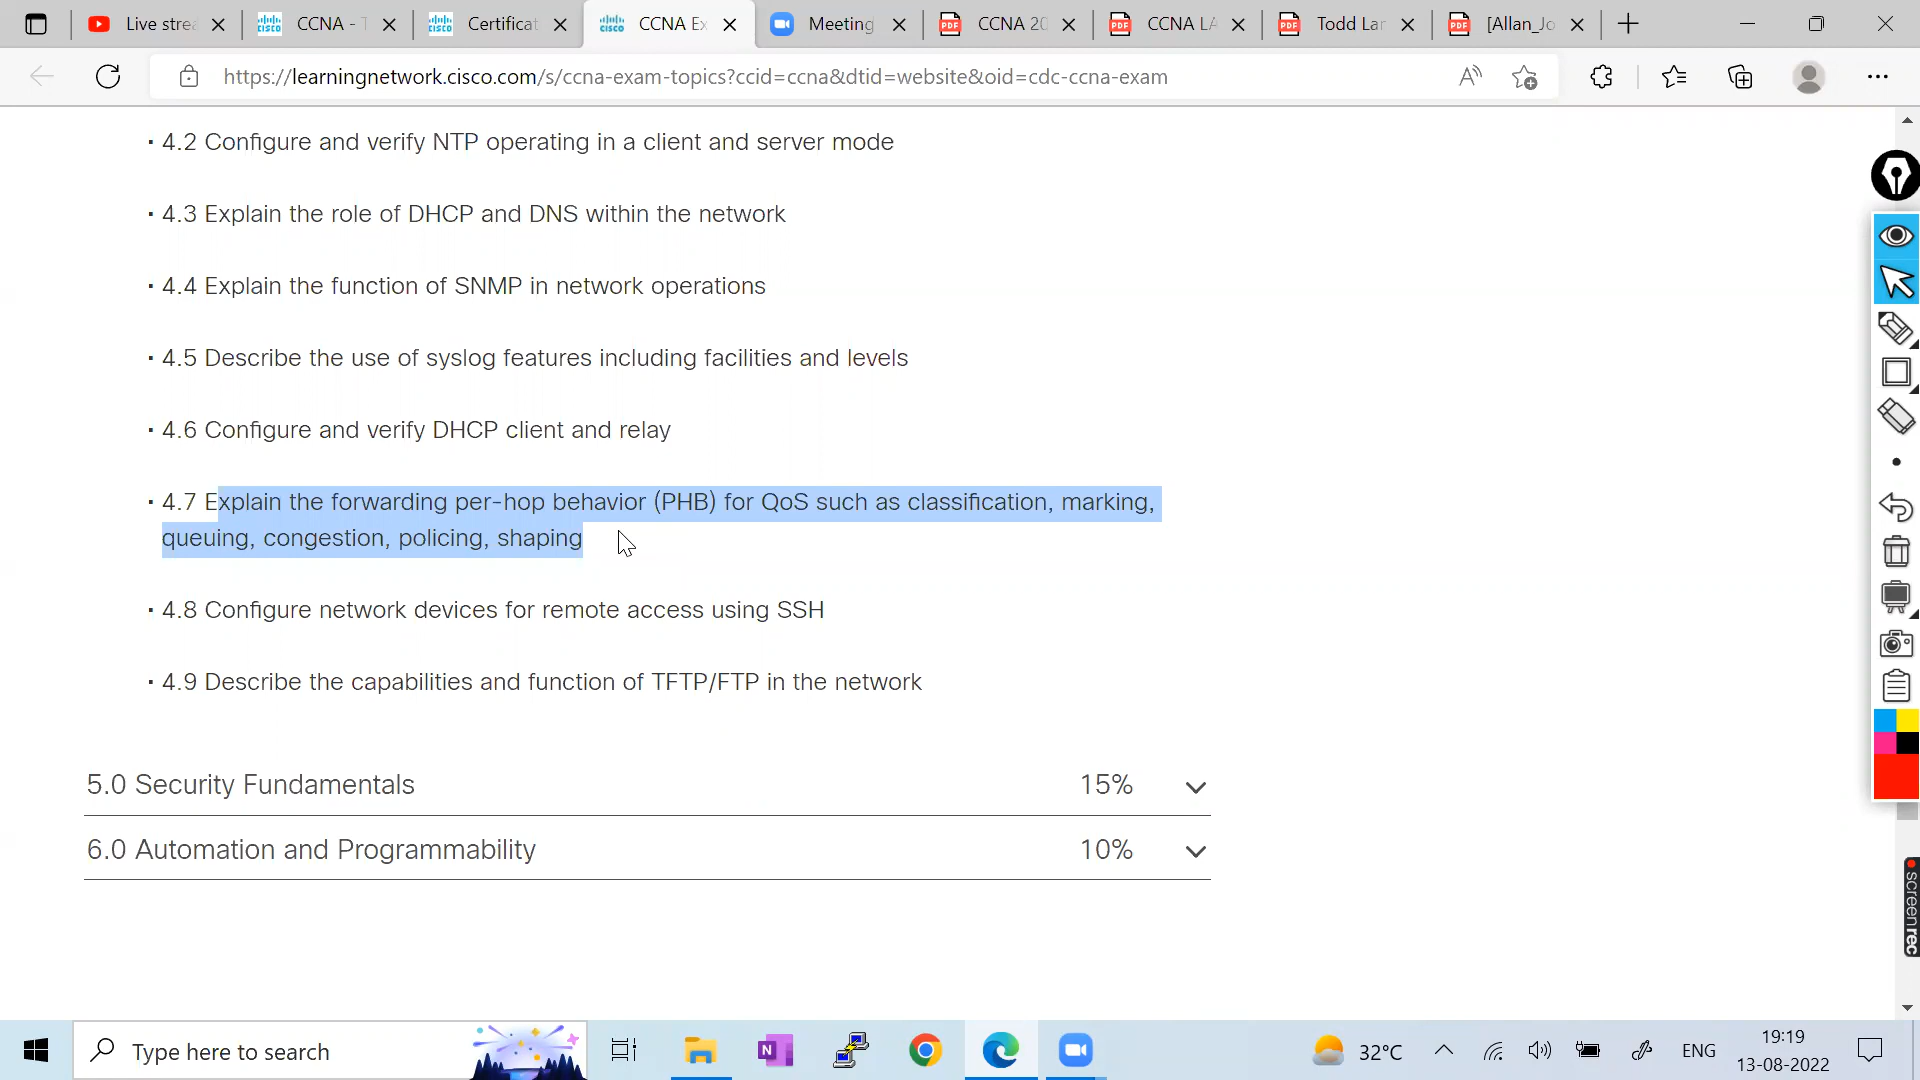 Live strea
CCNA - T
Certificat
CCNA Ex
Meeting
CCNA 20
CCNA LA
Todd Lar
[Allan_Jo
https://learningnetwork.cisco.com/s/ccna-exam-topics?ccid=ccna&dtid=website&oid=cdc-ccna-exam
· 4.2 Configure and verify NTP operating in a client and server mode
· 4.3 Explain the role of DHCP and DNS within the network
· 4.4 Explain the function of SNMP in network operations
· 4.5 Describe the use of syslog features including facilities and levels
· 4.6 Configure and verify DHCP client and relay
· 4.7 Explain the forwarding per-hop behavior (PHB) for QoS such as classification, marking,
queuing, congestion, policing, shaping
· 4.8 Configure network devices for remote access using SSH
· 4.9 Describe the capabilities and function of TFTP/FTP in the network
5.0 Security Fundamentals 15%
6.0 Automation and Programmability 10%
screenrec
Type here to search
32°C
ENG
19:19
13-08-2022